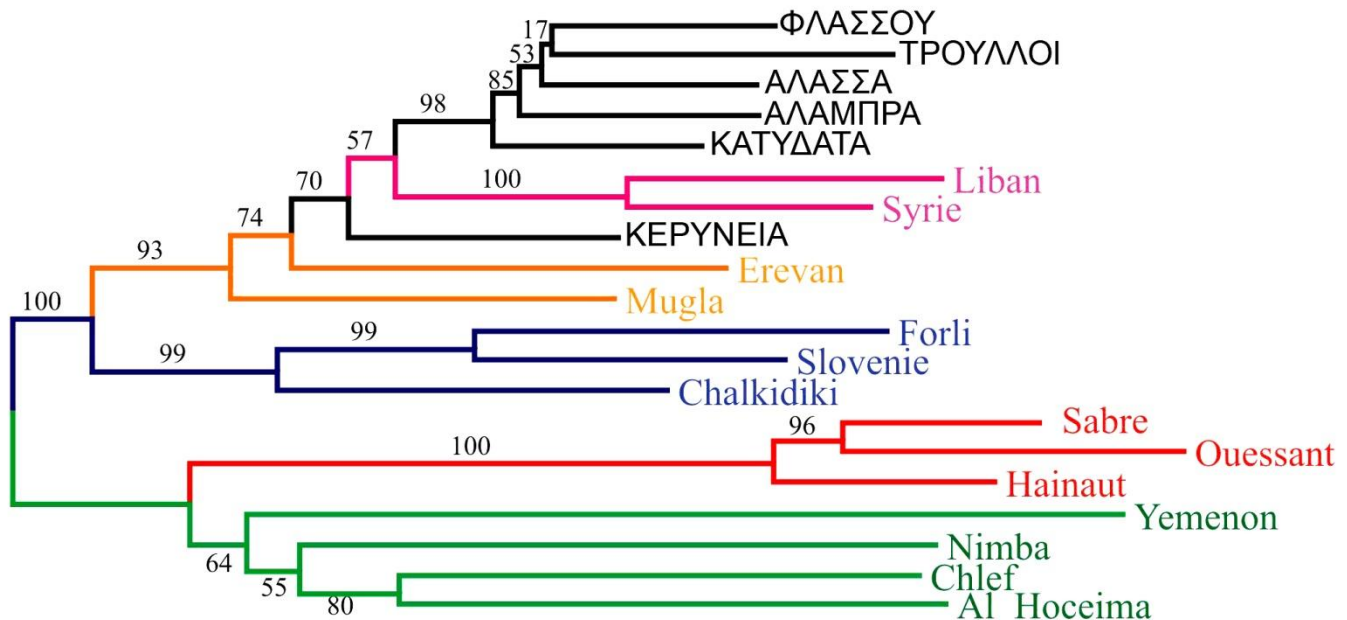 ΦΛΑΣΣΟΥ
17
ΤΡΟΥΛΛΟΙ
53
ΑΛΑΣΣΑ
85
ΑΛΑΜΠΡΑ
98
ΚΑΤΥΔΑΤΑ
57
100
Liban
70
Syrie
74
ΚΕΡΥΝΕΙΑ
93
Erevan
Mugla
100
99
Forli
99
Slovenie
Chalkidiki
96
Sabre
100
Ouessant
Hainaut
Yemenon
64
Nimba
55
Chlef
80
Al Hoceima